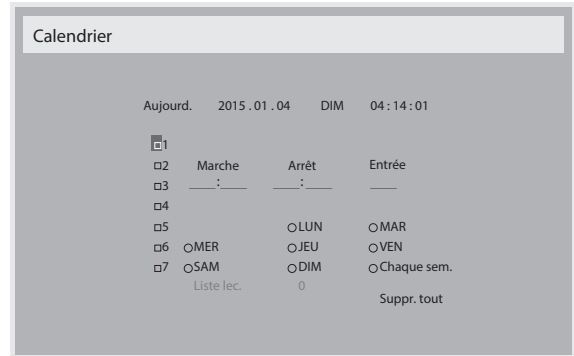 Calendrier
Aujourd. 2015 . 01 . 04 DIM 04 : 14 : 01
1
2 Marche Arrêt Entrée
3 ____:____ ____:____ ____
4
5 LUN MAR
6 MER JEU VEN
7 SAM DIM Chaque sem.
Liste lec. 0
Suppr. tout